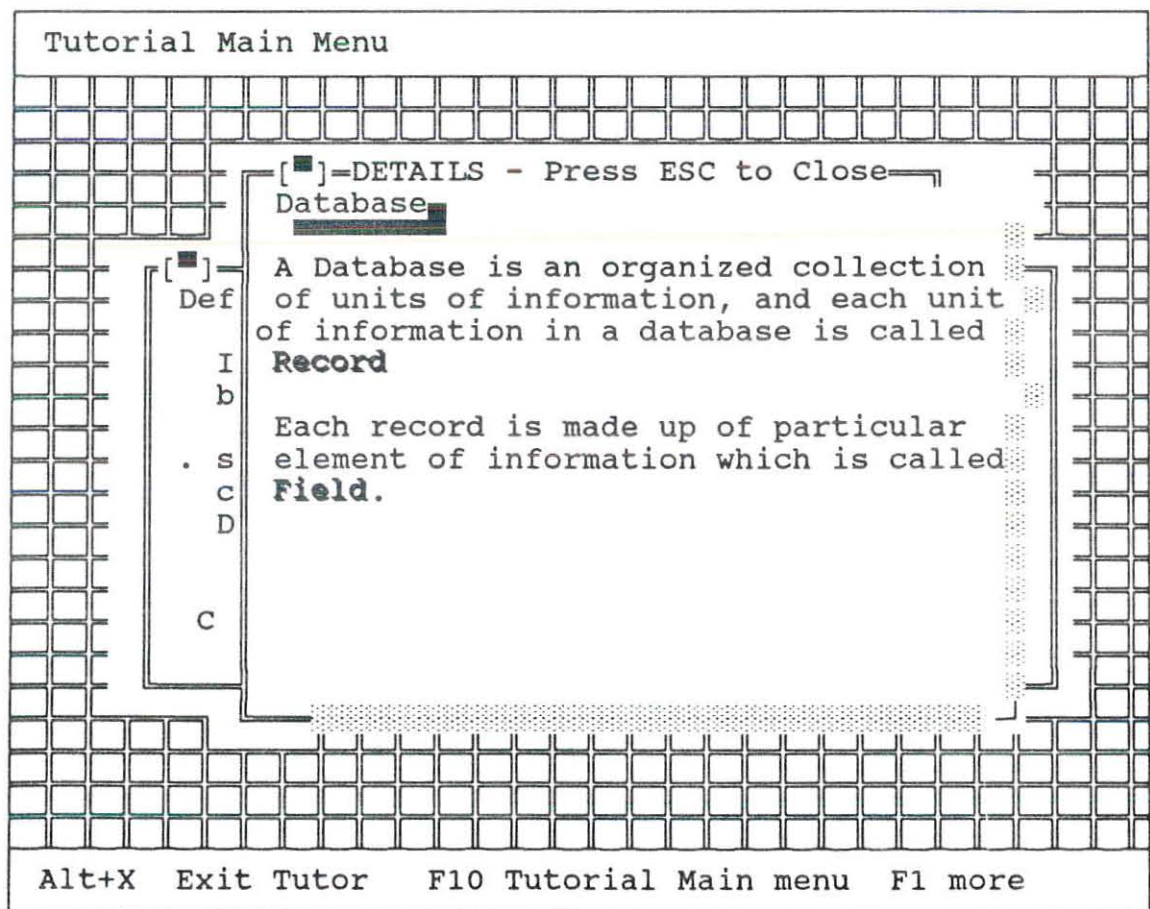 Tutorial Main Menu
[■]=DETAILS - Press ESC to Close
Database
[■]
A Database is an organized collection
Def
of units of information, and each unit
of information in a database is called
I
Record
b
Each record is made up of particular
. s
element of information which is called
c
Field.
D
C
Alt+X Exit Tutor F10 Tutorial Main menu F1 more